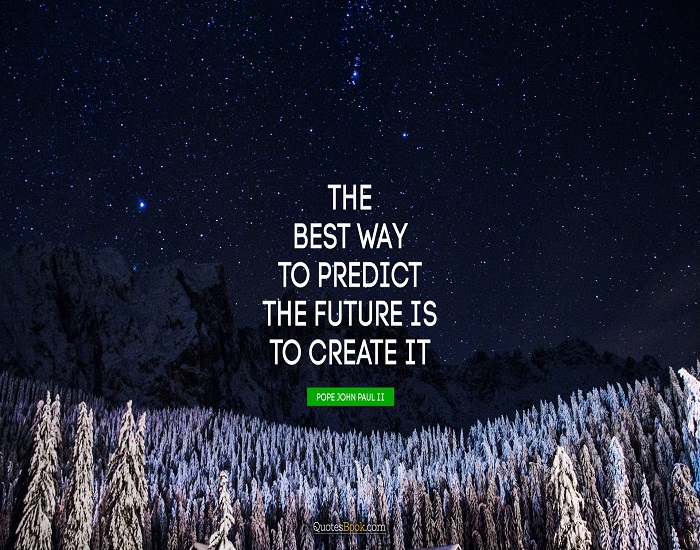 THE
BEST WAY
TO PREDICT
THE FUTURE IS
TO CREATE IT
POPE JOHN PAUL II
QuotesBook.com